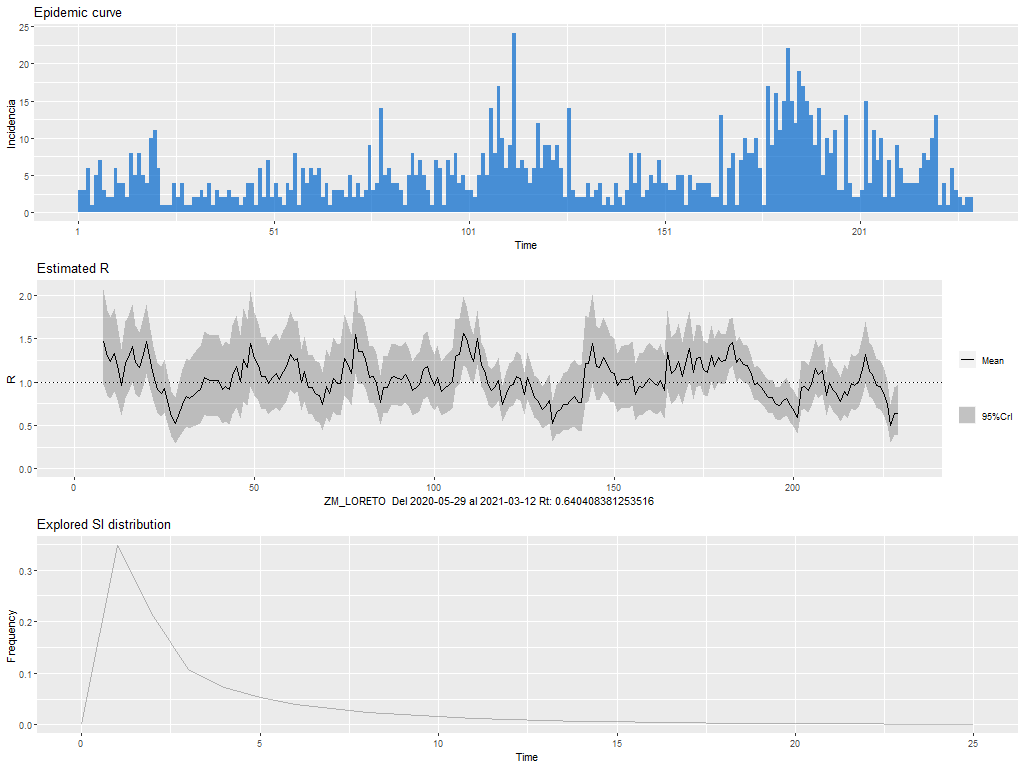 Epidemic curve
25
20
15
10
5
0
Incidencia
1
51
101
151
201
Time
Estimated R
2.0
1.5
1.0
0.5
0.0
R
0
50
100
150
200
ZM_LORETO Del 2020-05-29 al 2021-03-12 Rt: 0.640408381253516
Mean
95%CrI
Explored SI distribution
0.3
0.2
0.1
0.0
Frequency
0
5
10
15
20
25
Time